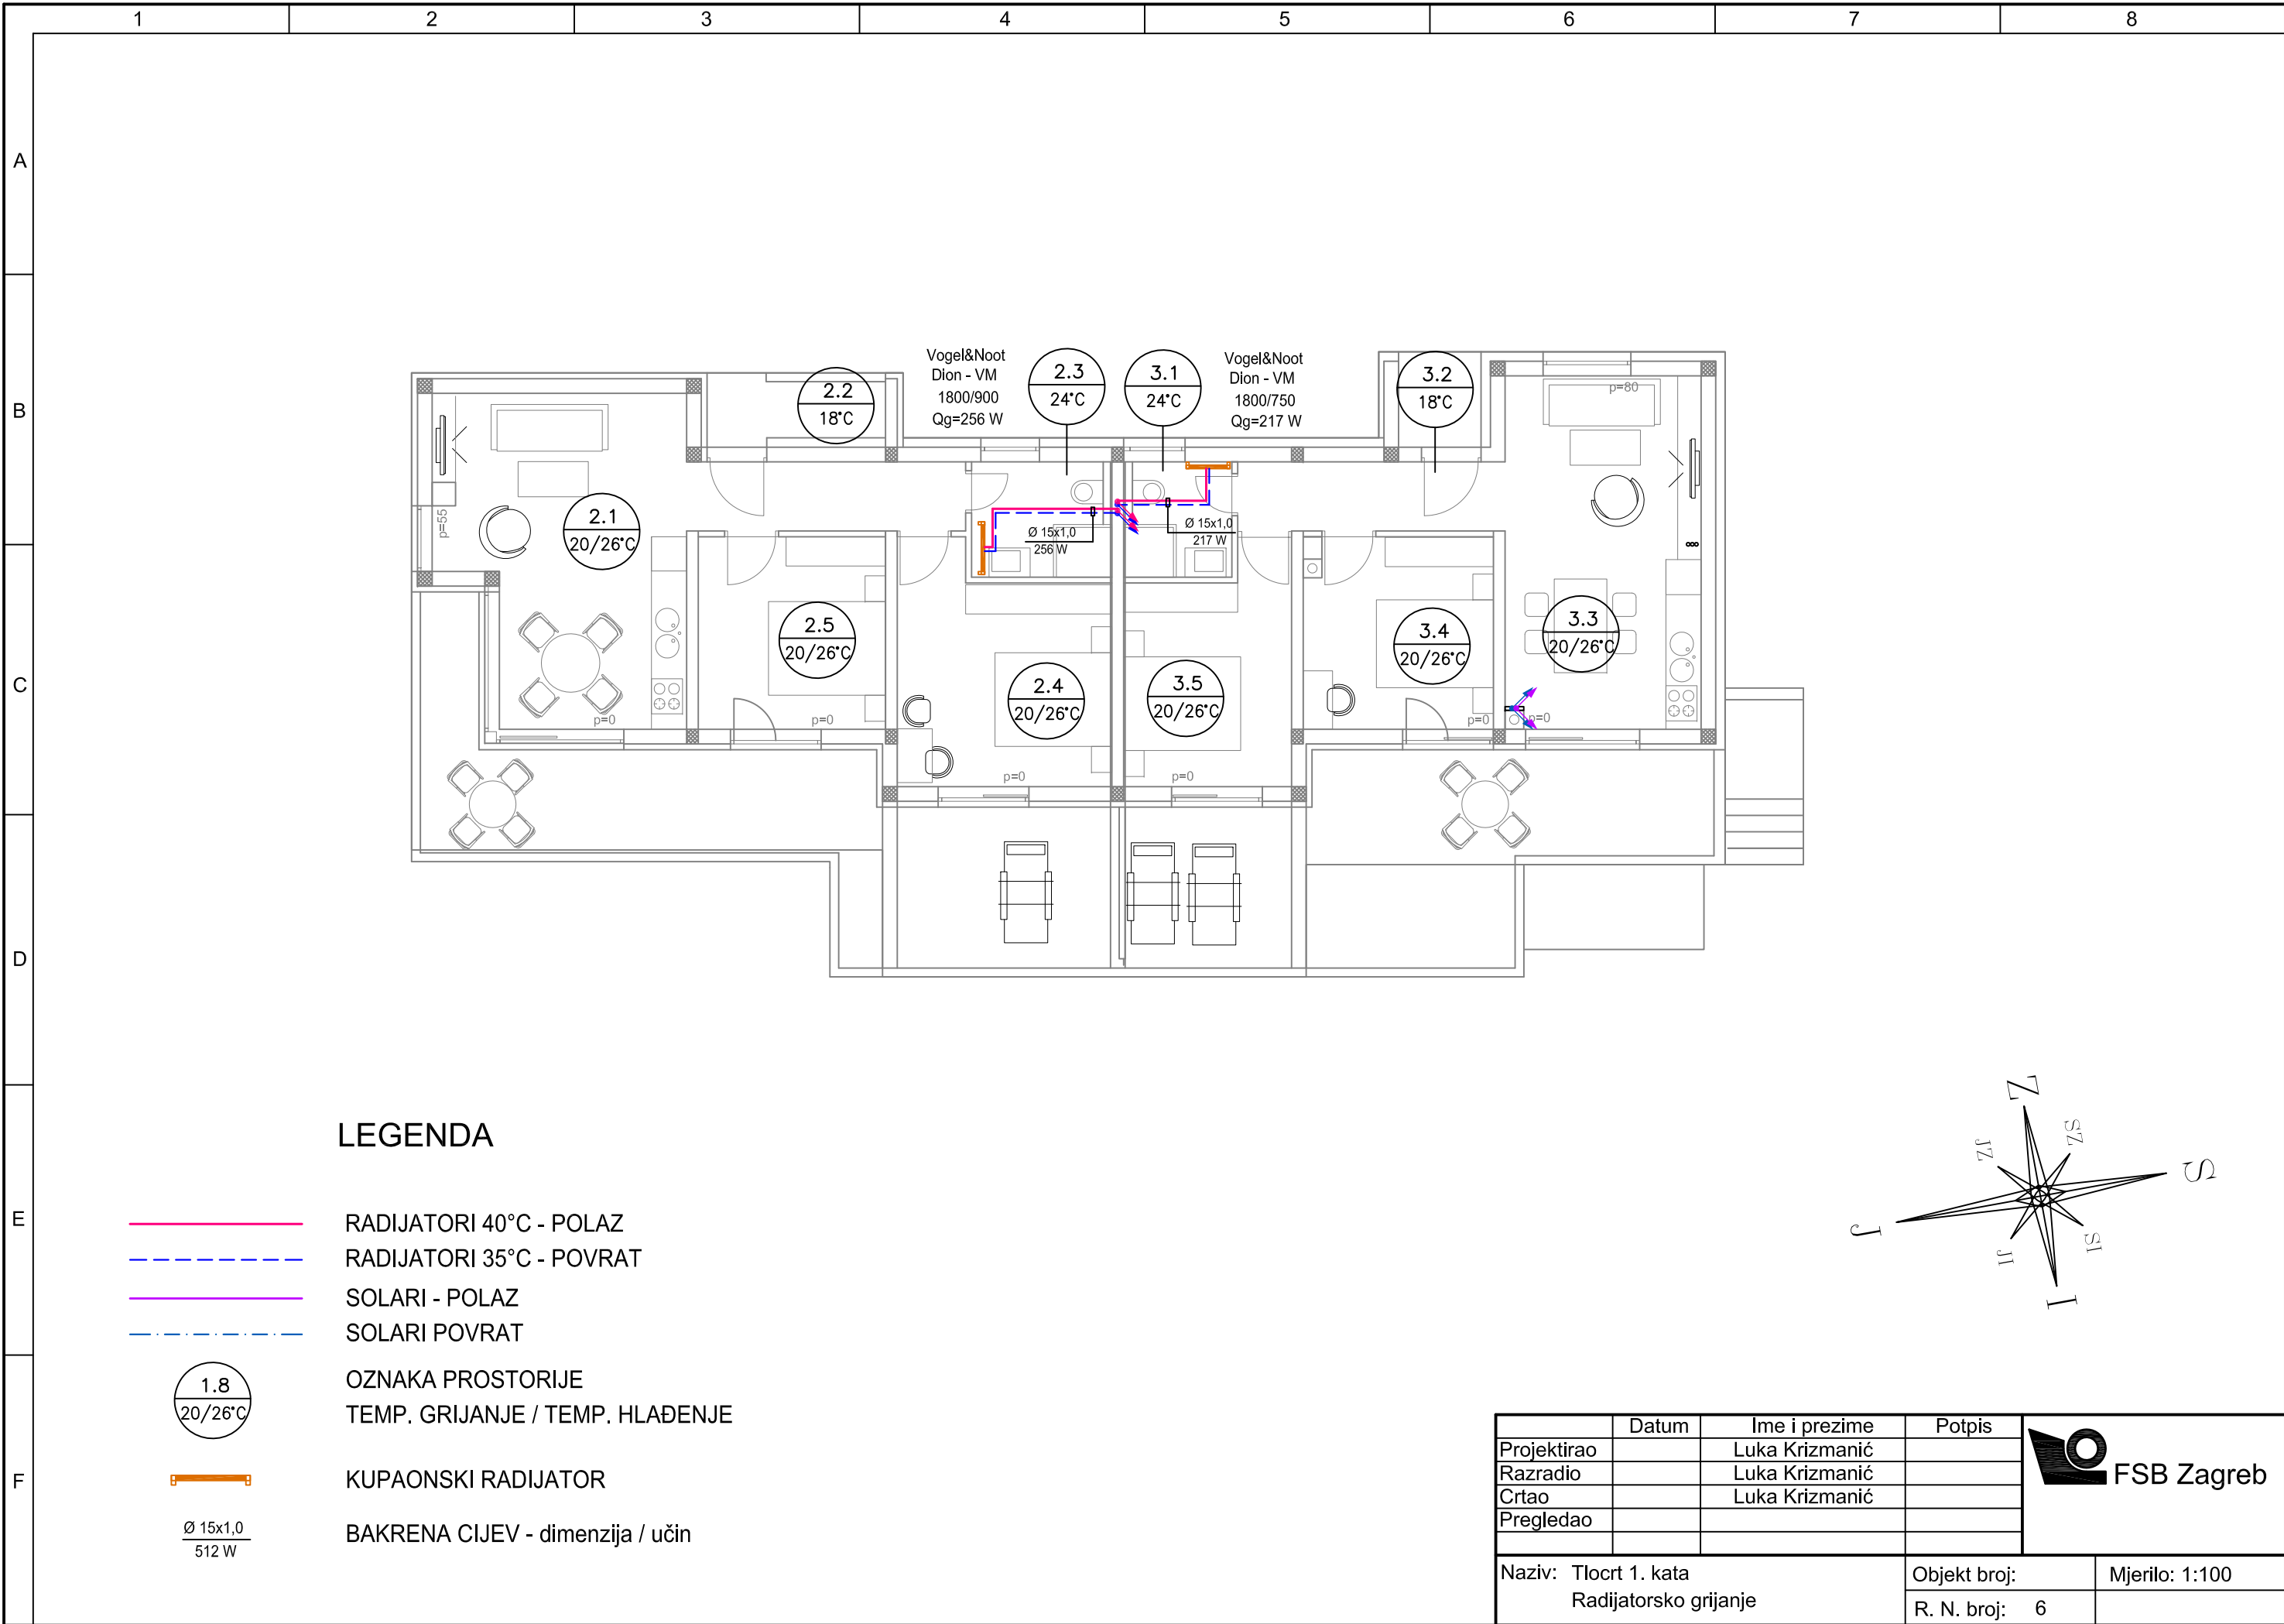 1 2 3 4 5 6 7 8
A
B
C
D
E
F
Vogel&Noot
Dion - VM
1800/900
Qg=256 W
2.3
24°C
3.1
24°C
Vogel&Noot
Dion - VM
1800/750
Qg=217 W
2.2
18°C
3.2
18°C
p=80
p=55
2.1
20/26°C
Ø 15x1,0
256 W
Ø 15x1,0
217 W
2.5
20/26°C
2.4
20/26°C
3.5
20/26°C
3.4
20/26°C
3.3
20/26°C
p=0
p=0
p=0
p=0
p=0
p=0
LEGENDA
RADIJATORI 40°C - POLAZ
RADIJATORI 35°C - POVRAT
SOLARI - POLAZ
SOLARI POVRAT
1.8
20/26°C
OZNAKA PROSTORIJE
TEMP. GRIJANJE / TEMP. HLAĐENJE
KUPAONSKI RADIJATOR
Ø 15x1,0
512 W
BAKRENA CIJEV - dimenzija / učin
Z
SZ
JZ
S
J
SI
JI
I
Datum Ime i prezime Potpis
Projektirao Luka Krizmanić
Razradio Luka Krizmanić
Crtao Luka Krizmanić
Pregledao
FSB Zagreb
Naziv: Tlocrt 1. kata
Radijatorsko grijanje
Objekt broj:
Mjerilo: 1:100
R. N. broj: 6